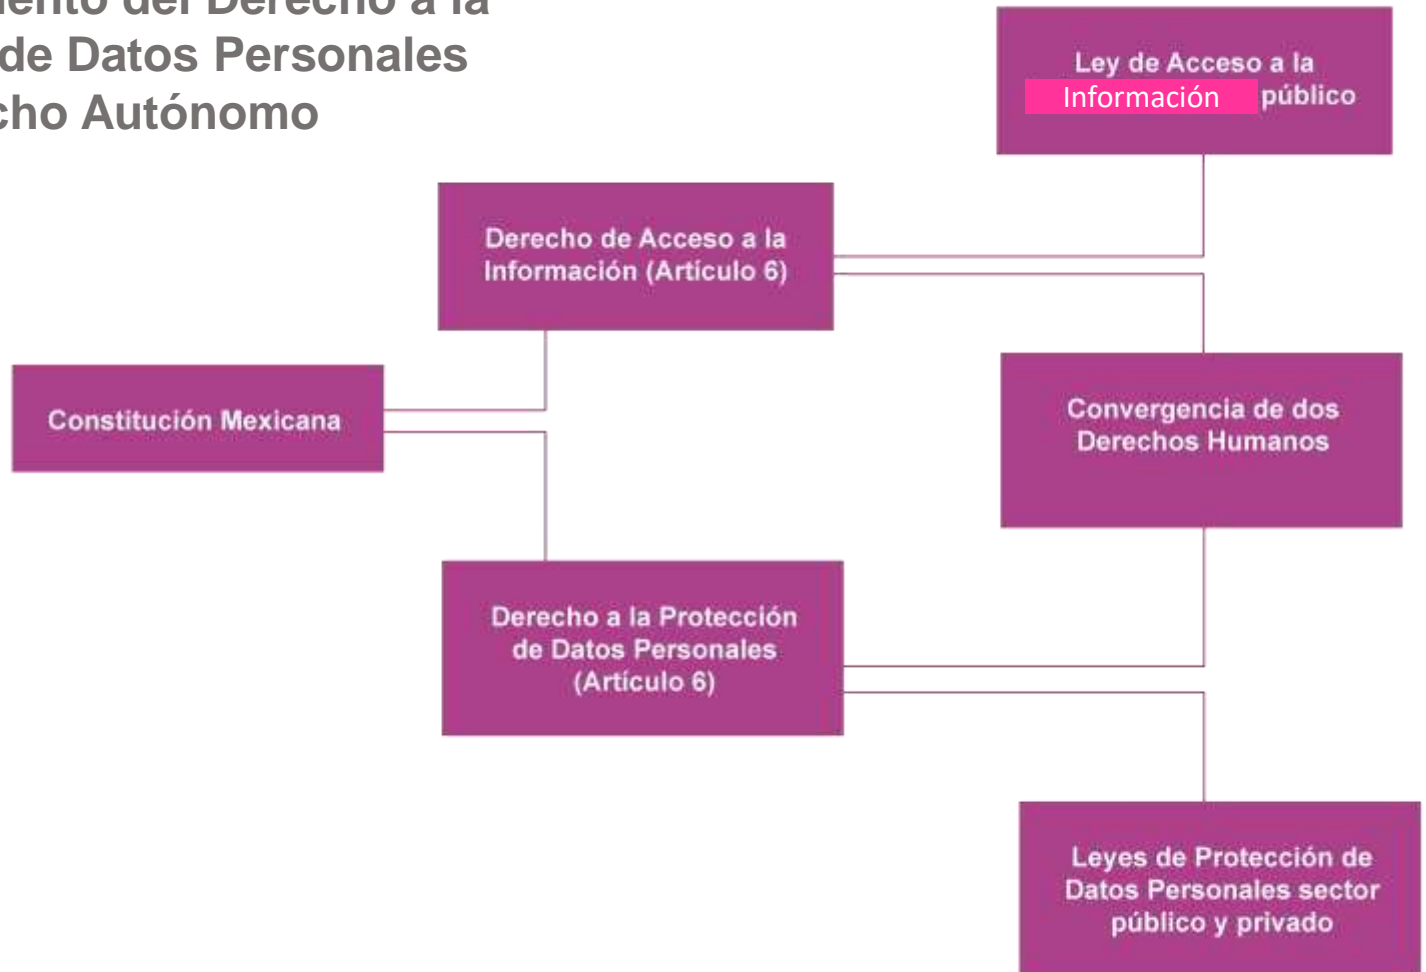 de Datos Personales
Autónomo
Ley de Acceso a la
Información público
Derecho de Acceso a la
Información (Artículo 6)
Constitución Mexicana
Convergencia de dos
Derechos Humanos
Derecho a la Protección
de Datos Personales
(Artículo 6)
Leyes de Protección de
Datos Personales sector
público y privado